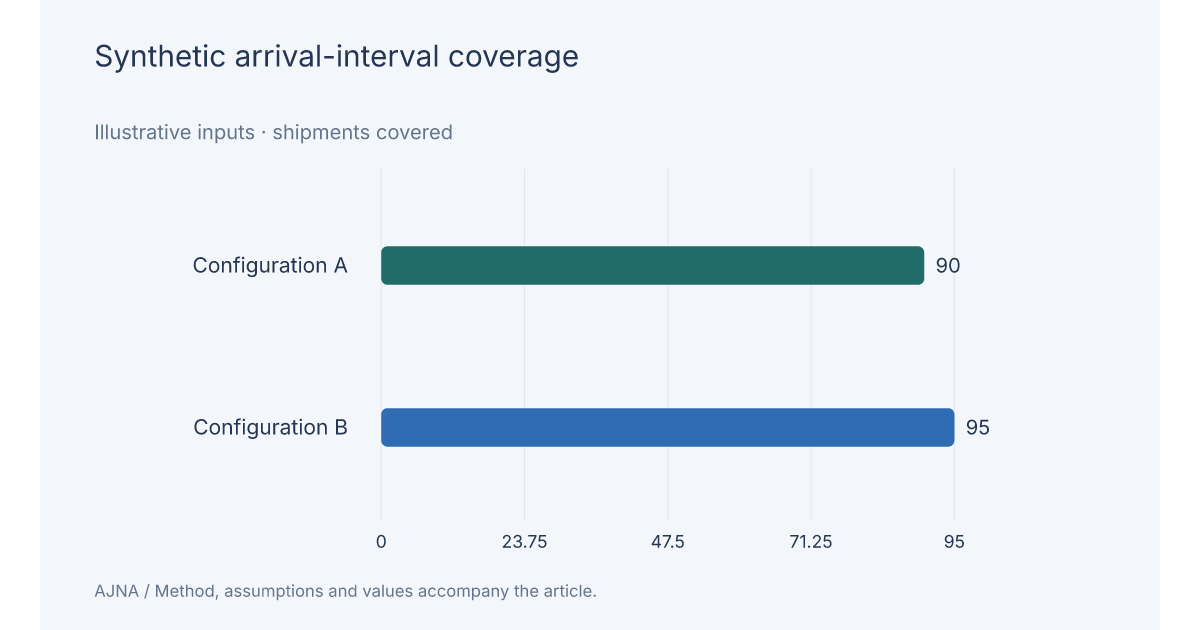 Synthetic arrival-interval coverage
Illustrative inputs · shipments covered
Configuration A
90
Configuration B
95
0 23.75 47.5 71.25 95
AJNA / Method, assumptions and values accompany the article.